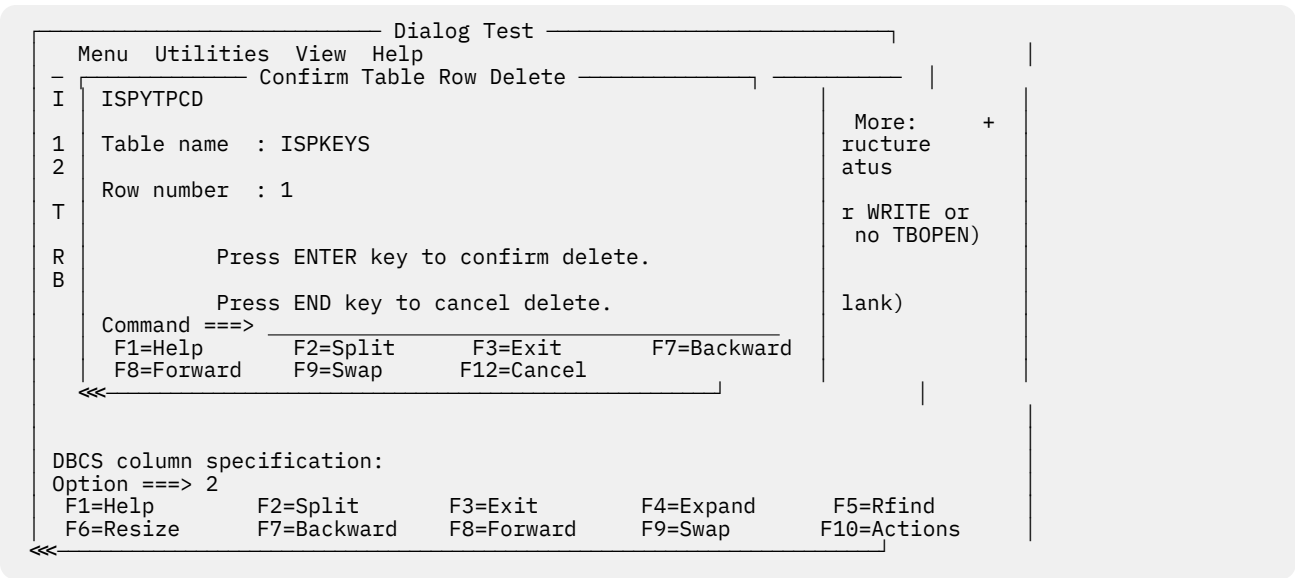 Dialog Test
Menu  Utilities  View  Help
Confirm Table Row Delete
I  ISPYTPCD
More:     +
1  Table name  : ISPKEYS  ructure
2  atus
Row number  : 1
T  r WRITE or
no TBOPEN)
R  Press ENTER key to confirm delete.
B
Press END key to cancel delete.  lank)
Command ===>
F1=Help  F2=Split  F3=Exit  F7=Backward
F8=Forward  F9=Swap  F12=Cancel
DBCS column specification:
Option ===> 2
F1=Help  F2=Split  F3=Exit  F4=Expand  F5=Rfind
F6=Resize  F7=Backward  F8=Forward  F9=Swap  F10=Actions